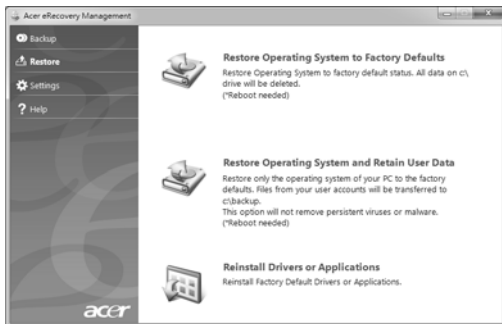 Acer eRecovery Management
Backup
Restore
Settings
? Help
Restore Operating System to Factory Defaults
Restore Operating System to factory default status. All data on c:\
drive will be deleted.
(*Reboot needed)
Restore Operating System and Retain User Data
Restore only the operating system of your PC to the factory
defaults. Files from your user accounts will be transferred to
c:\backup.
This option will not remove persistent viruses or malware.
(*Reboot needed)
Reinstall Drivers or Applications
Reinstall Factory Default Drivers or Applications.
acer